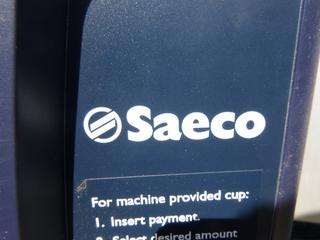 Saeco
For machine provided cup:
1. Insert payment.
2. Select desired amount